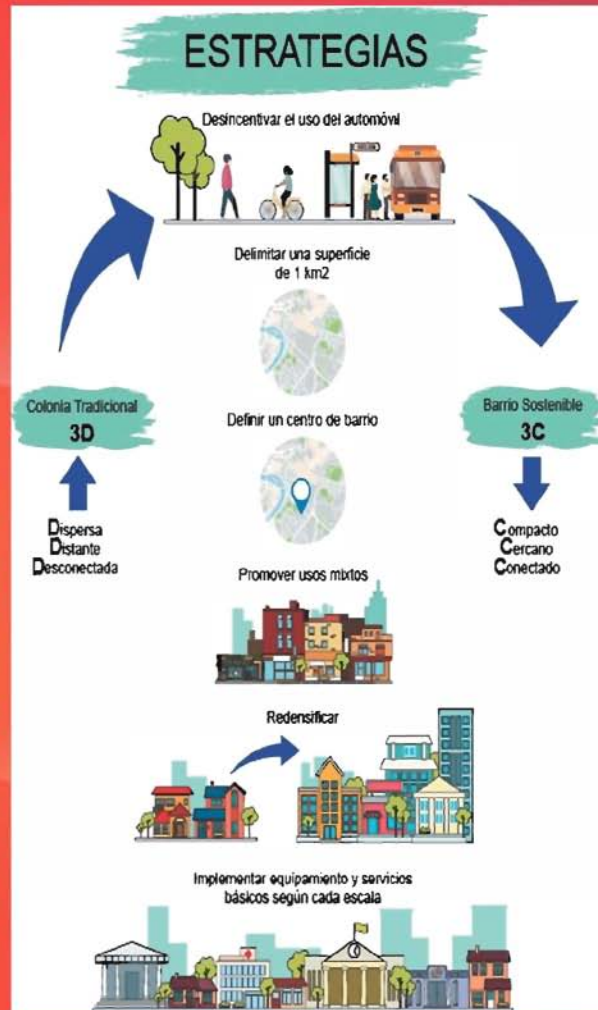 ESTRATEGIAS
Desincentivar el uso del automóvil
Delimitar una superficie
de 1 km2
Colonia Tradicional
3D
Dispersa
Distante
Desconectada
Definir un centro de barrio
Barrio Sostenible
3C
Compacto
Cercano
Conectado
Promover usos mixtos
Redensificar
Implementar equipamiento y servicios
básicos según cada escala